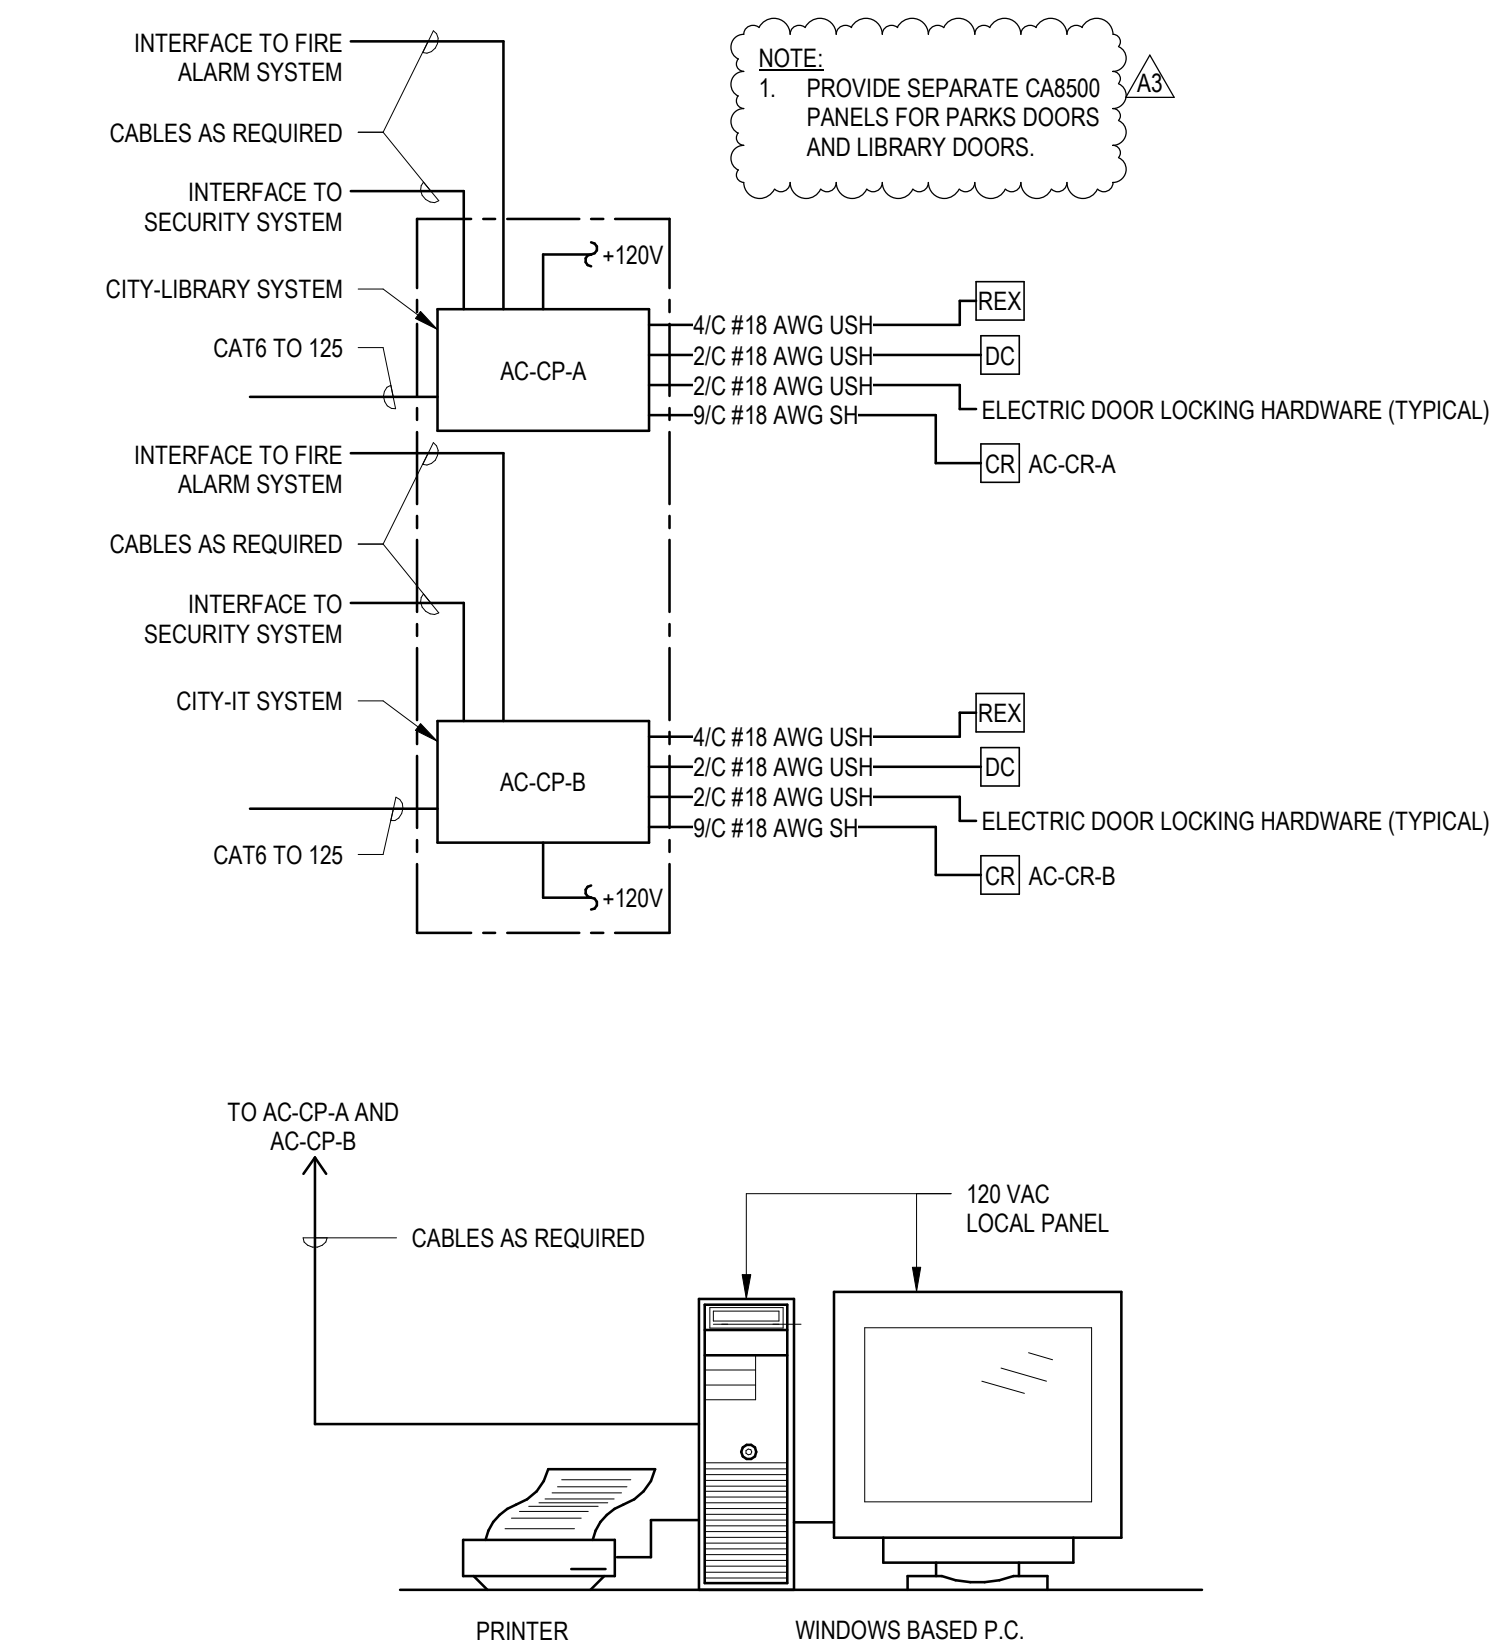 INTERFACE TO FIRE
ALARM SYSTEM
CABLES AS REQUIRED
INTERFACE TO
SECURITY SYSTEM
NOTE:
1. PROVIDE SEPARATE CA8500
PANELS FOR PARKS DOORS
AND LIBRARY DOORS.
A3
+120V
CITY-LIBRARY SYSTEM
CAT6 TO 125
AC-CP-A
4/C #18 AWG USH
REX
2/C #18 AWG USH
DC
2/C #18 AWG USH
ELECTRIC DOOR LOCKING HARDWARE (TYPICAL)
9/C #18 AWG SH
CR AC-CR-A
INTERFACE TO FIRE
ALARM SYSTEM
CABLES AS REQUIRED
INTERFACE TO
SECURITY SYSTEM
CITY-IT SYSTEM
AC-CP-B
4/C #18 AWG USH
REX
2/C #18 AWG USH
DC
2/C #18 AWG USH
ELECTRIC DOOR LOCKING HARDWARE (TYPICAL)
9/C #18 AWG SH
CR AC-CR-B
CAT6 TO 125
+120V
TO AC-CP-A AND
AC-CP-B
CABLES AS REQUIRED
120 VAC
LOCAL PANEL
PRINTER
WINDOWS BASED P.C.